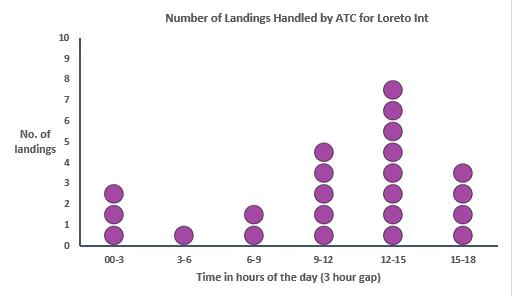 Number of Landings Handled by ATC for Loreto Int
10
9
8
7
6
5
4
3
2
1
0
No. of
landings
00-3 3-6 6-9 9-12 12-15 15-18
Time in hours of the day (3 hour gap)